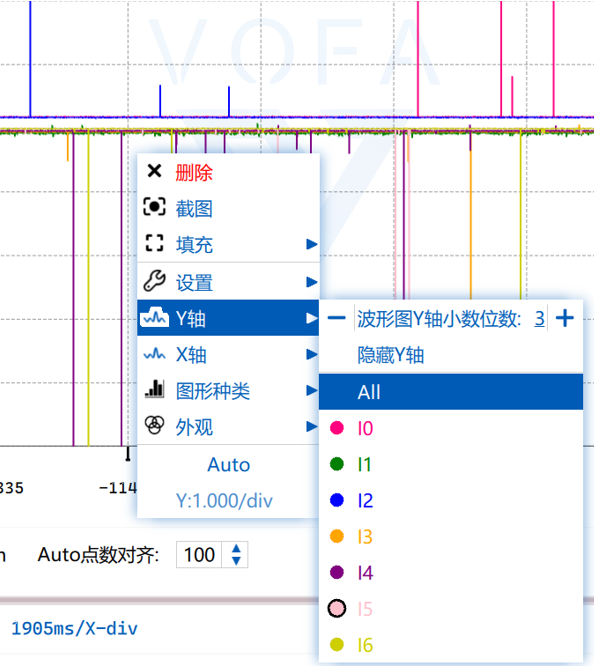 VOFA
删除
截图
填充
设置
Y轴
波形图Y轴小数位数: 3
X轴
隐藏Y轴
图形种类
All
外观
I0
Auto
I1
Y:1.000/div
I2
I3
I4
I5
I6
335
-114
n Auto点数对齐: 100
1905ms/X-div